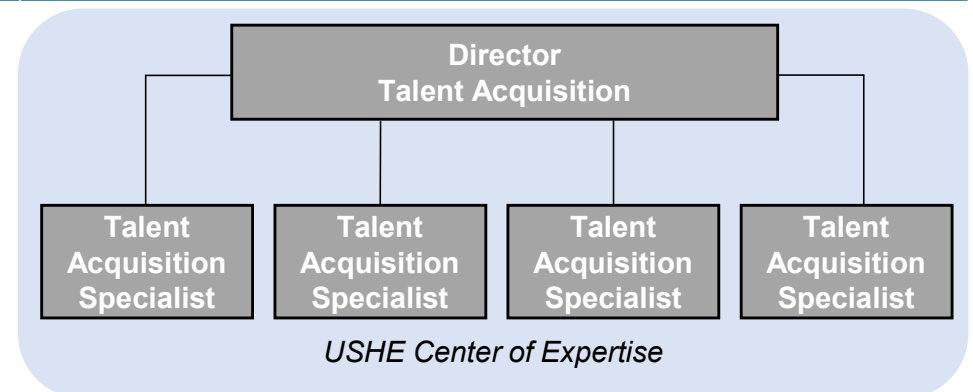 Director
Talent Acquisition
Talent
Acquisition
Specialist
Talent
Acquisition
Specialist
Talent
Acquisition
Specialist
Talent
Acquisition
Specialist
USHE Center of Expertise